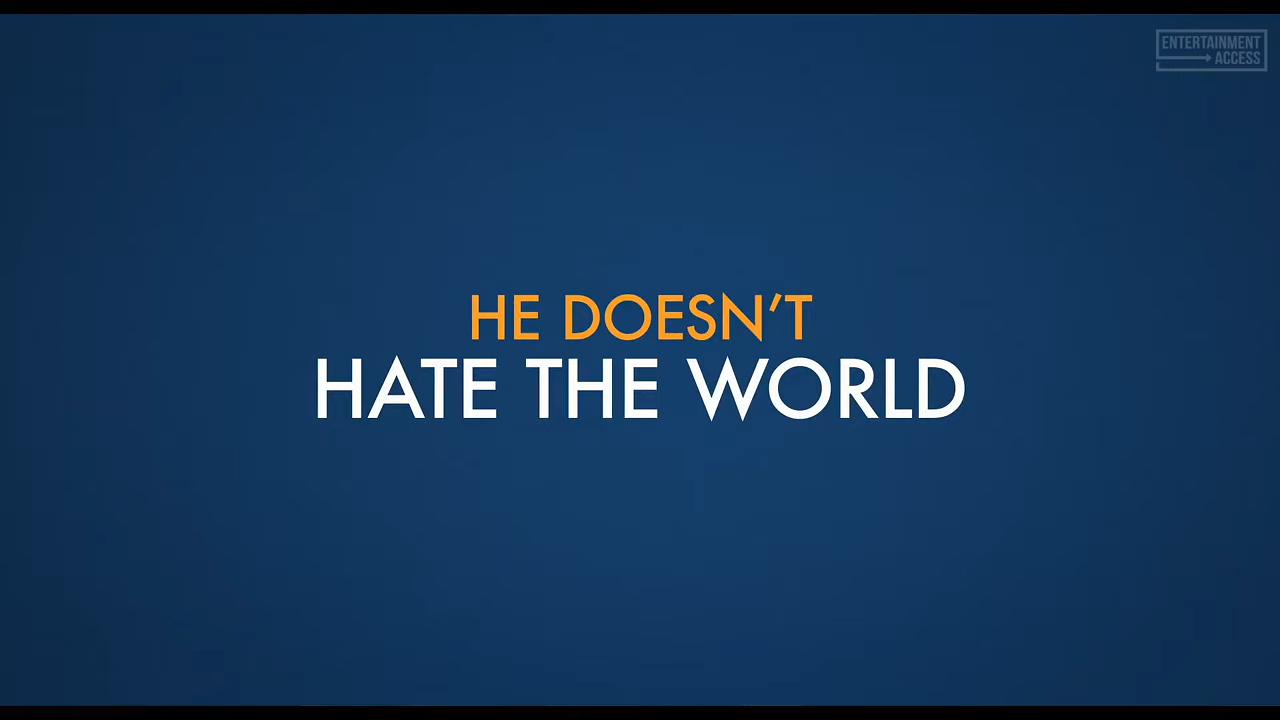 ENTERTAINMENT
ACCESS
HE DOESN’T
HATE THE WORLD